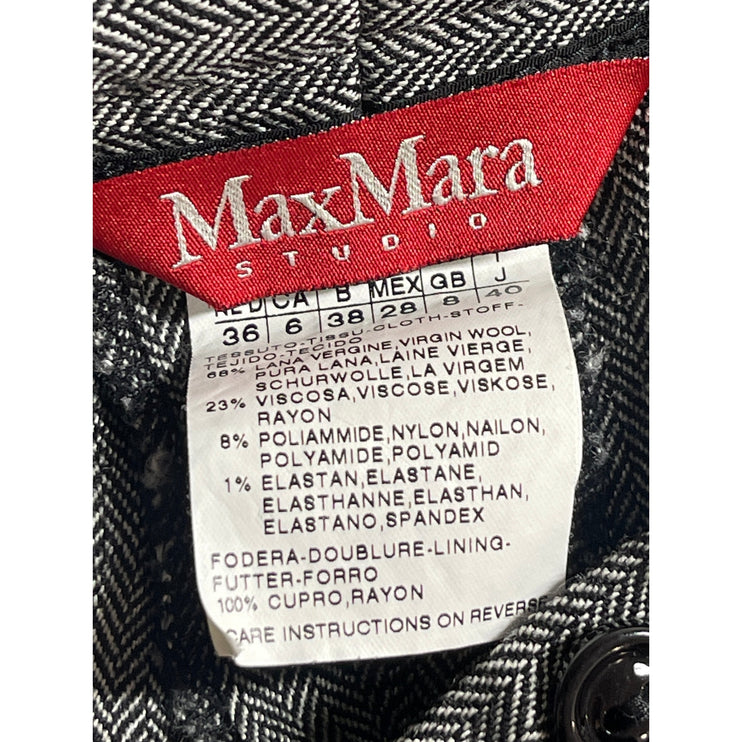 MaxMara
STUDIO
CA B MEX GB I J
36 6 38 28 8 40
TESSUTO-TISSU-CLOTH-STOFF-
TEJIDO-TECIDO
68% LANA VERGINE,VIRGIN WOOL,
PURA LANA,LAINE VIERGE,
SCHURWOLLE,LA VIRGEM
23% VISCOSA,VISCOSE,VISKOSE,
RAYON
8% POLIAMMIDE,NYLON,NAILON,
POLYAMIDE,POLYAMID
1% ELASTAN,ELASTANE,
ELASTHANNE,ELASTHAN,
ELASTANO,SPANDEX
FODERA-DOUBLURE-LINING-
FUTTER-FORRO
100% CUPRO,RAYON
CARE INSTRUCTIONS ON REVERSE